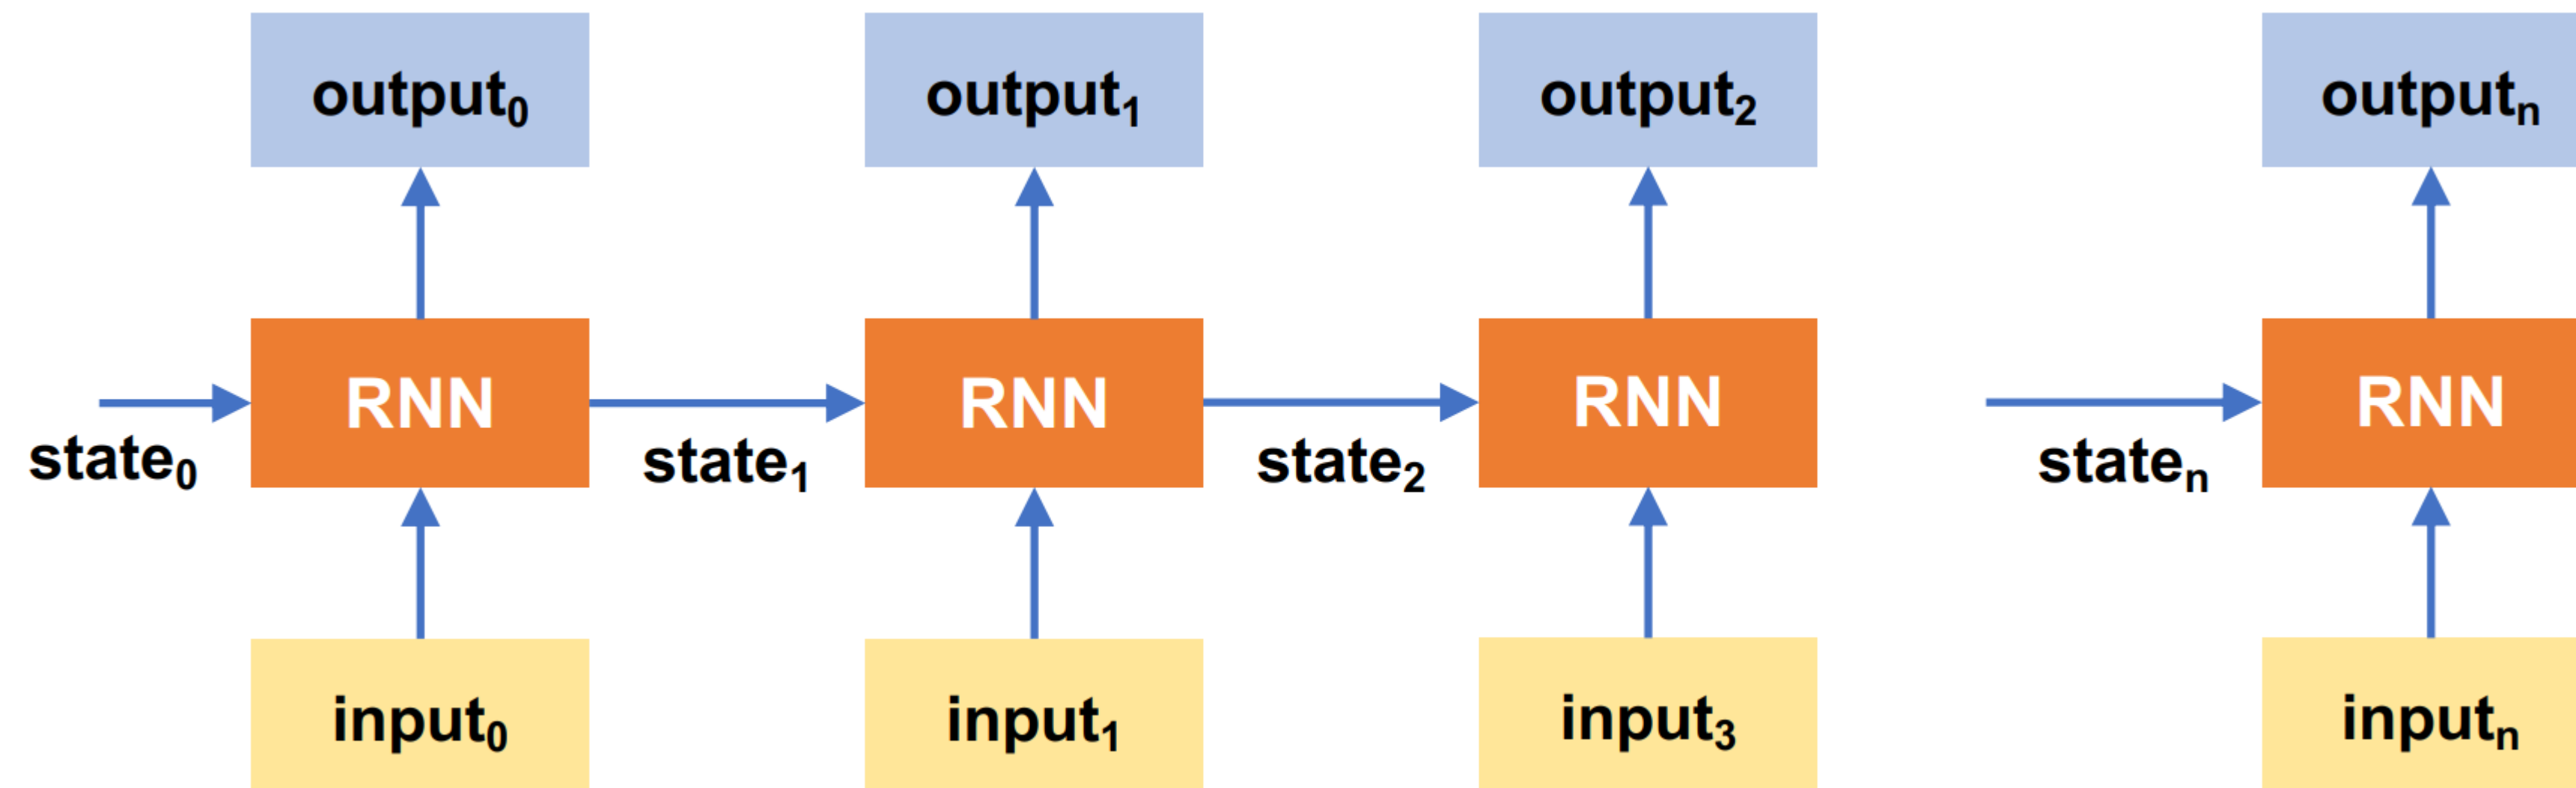 output₀ output₁ output₂ outputₙ
RNN RNN RNN RNN
state₀ state₁ state₂ stateₙ
input₀ input₁ input₃ inputₙ